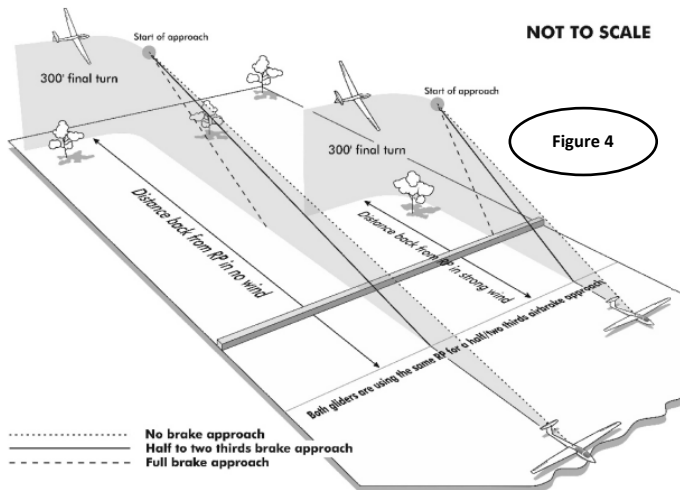 NOT TO SCALE
Start of approach
300' final turn
Start of approach
300' final turn
Figure 4
Distance back from RP in no wind
Distance back from RP in strong wind
Both gliders are using the same RP for a half/two thirds airbrake approach
No brake approach
Half to two thirds brake approach
Full brake approach